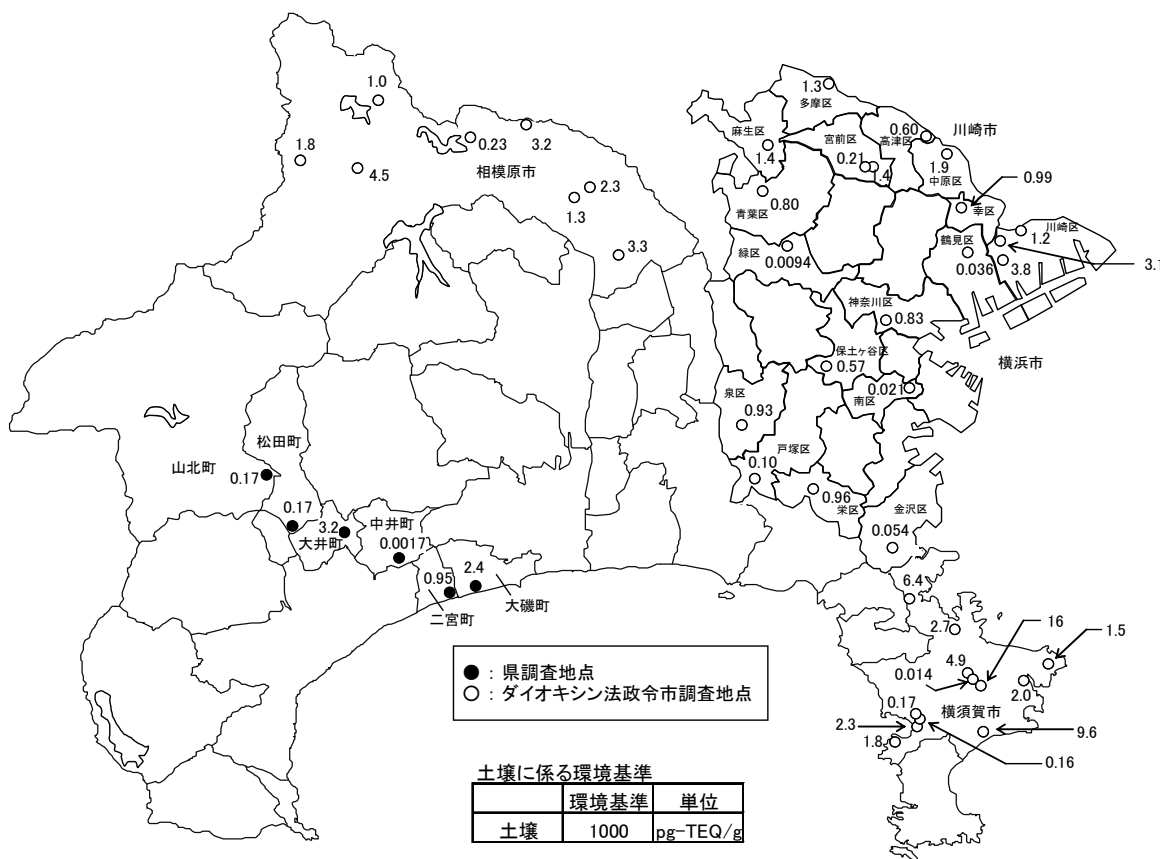 1.0
0.23
3.2
1.8
4.5
相模原市
2.3
1.3
3.3
1.3
多摩区
麻生区
1.4
宮前区
0.21
1.4
高津区
0.60
川崎市
1.9
中原区
0.99
幸区
青葉区
0.80
緑区
0.0094
鶴見区
0.036
川崎区
1.2
3.1
3.8
神奈川区
0.83
横浜市
保土ヶ谷区
0.57
南区
0.021
泉区
0.93
戸塚区
0.10
0.96
栄区
金沢区
0.054
松田町
山北町
0.17
0.17
3.2
大井町
中井町
0.0017
0.95
2.4
二宮町
大磯町
6.4
2.7
16
1.5
4.9
0.014
2.0
0.17
横須賀市
2.3
9.6
1.8
0.16
● : 県調査地点
○ : ダイオキシン法政令市調査地点
土壌に係る環境基準
環境基準 単位
土壌 1000 pg-TEQ/g